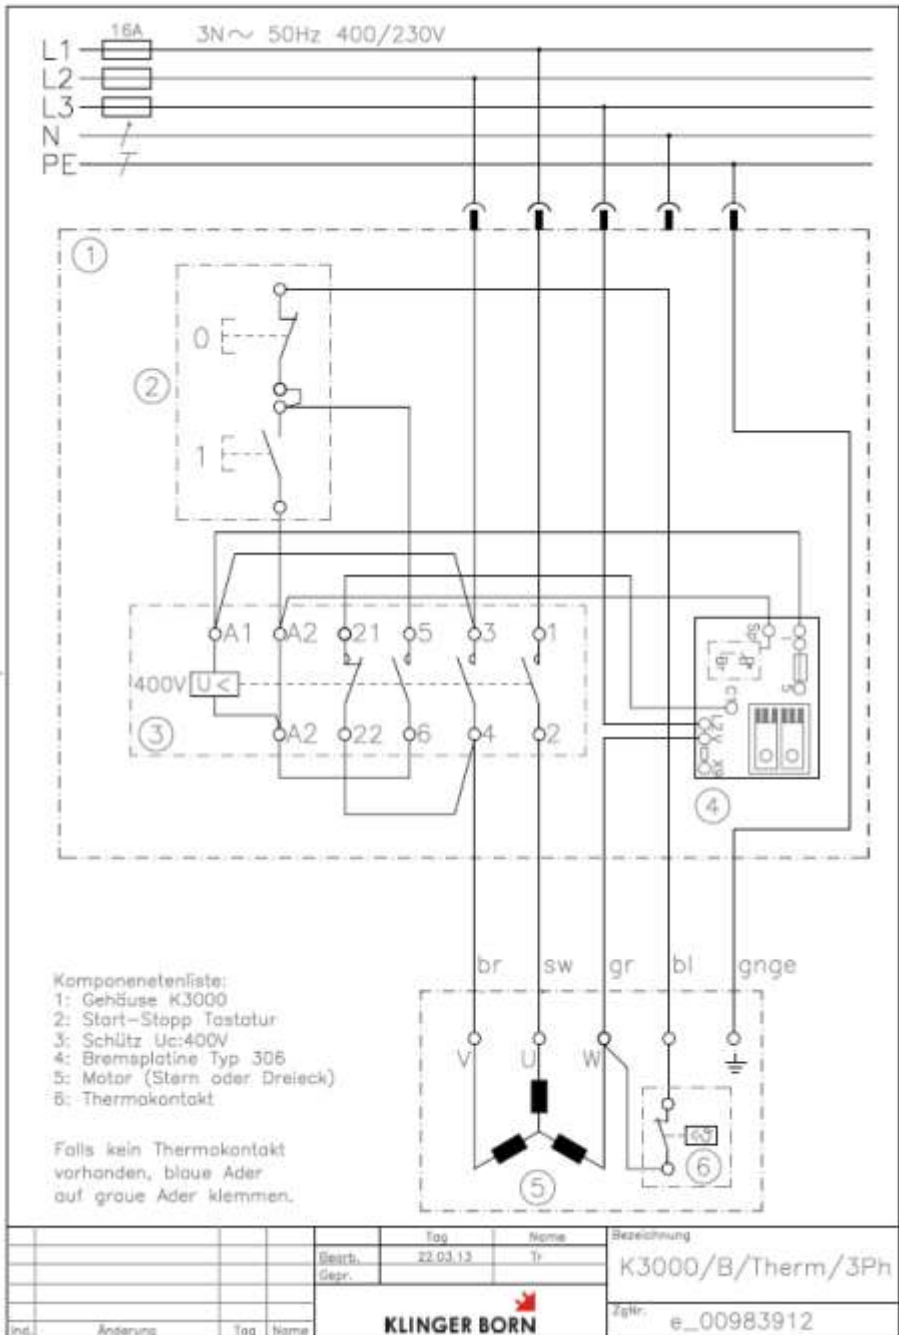 16A 3N~ 50Hz 400/230V
L1
L2
L3
N
PE
1
0
2
1
A1 A2 21 5 3 1
400V U<
3
A2 22 6 4 2
4
br sw gr bl gnge
Komponenetenliste:
1: Gehäuse K3000
2: Start-Stopp Tastatur
3: Schütz Uc:400V
4: Bremsplatine Typ 306
5: Motor (Stern oder Dreieck)
6: Thermokontakt
V U W
Falls kein Thermokontakt
vorhanden, blaue Ader
auf graue Ader klemmen.
5
6
Tag Name
Bearb. 22.03.13 Tr
Gepr.
Bezeichnung
K3000/B/Therm/3Ph
KLINGER BORN
ZgNr. e_00983912
Ind. Änderung Tag Name